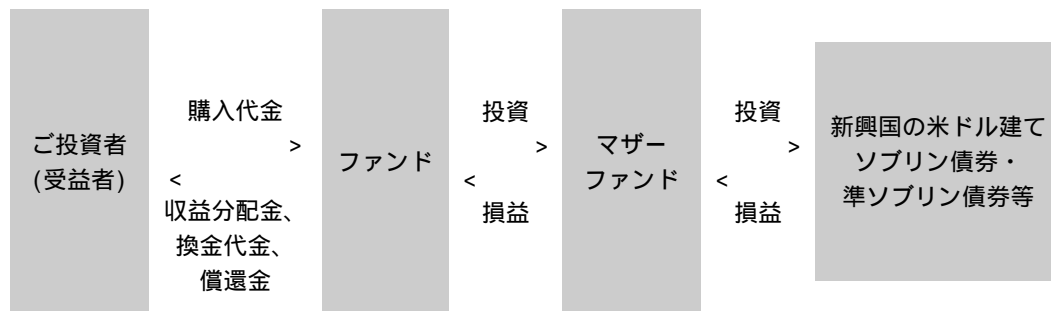 ご投資者
(受益者)
購入代金
>
<
収益分配金、
換金代金、
償還金
ファンド
投資
>
<
損益
マザー
ファンド
投資
>
<
損益
新興国の米ドル建て
ソブリン債券・
準ソブリン債券等